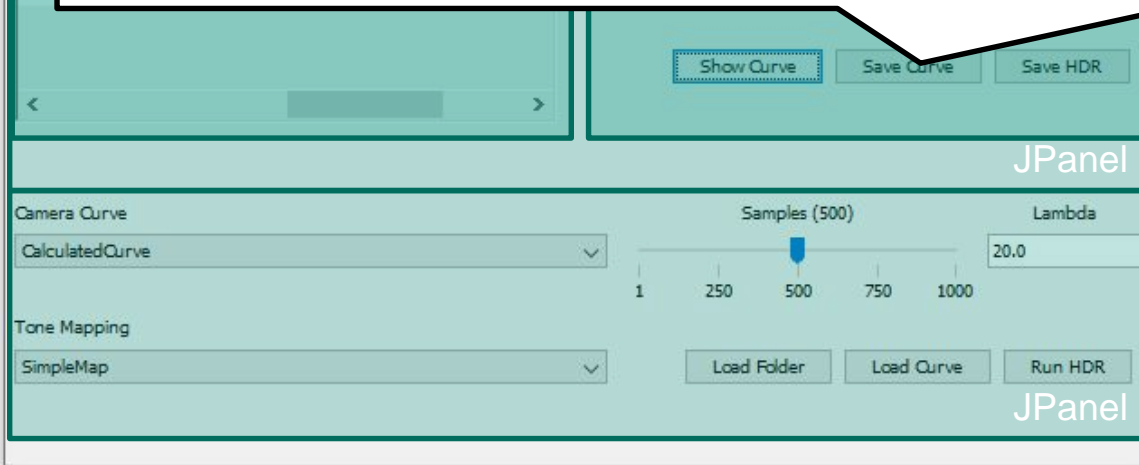 Show Curve Save Curve Save HDR
JPanel
Camera Curve Samples (500) Lambda
CalculatedCurve 20.0
1 250 500 750 1000
Tone Mapping
SimpleMap Load Folder Load Curve Run HDR
JPanel